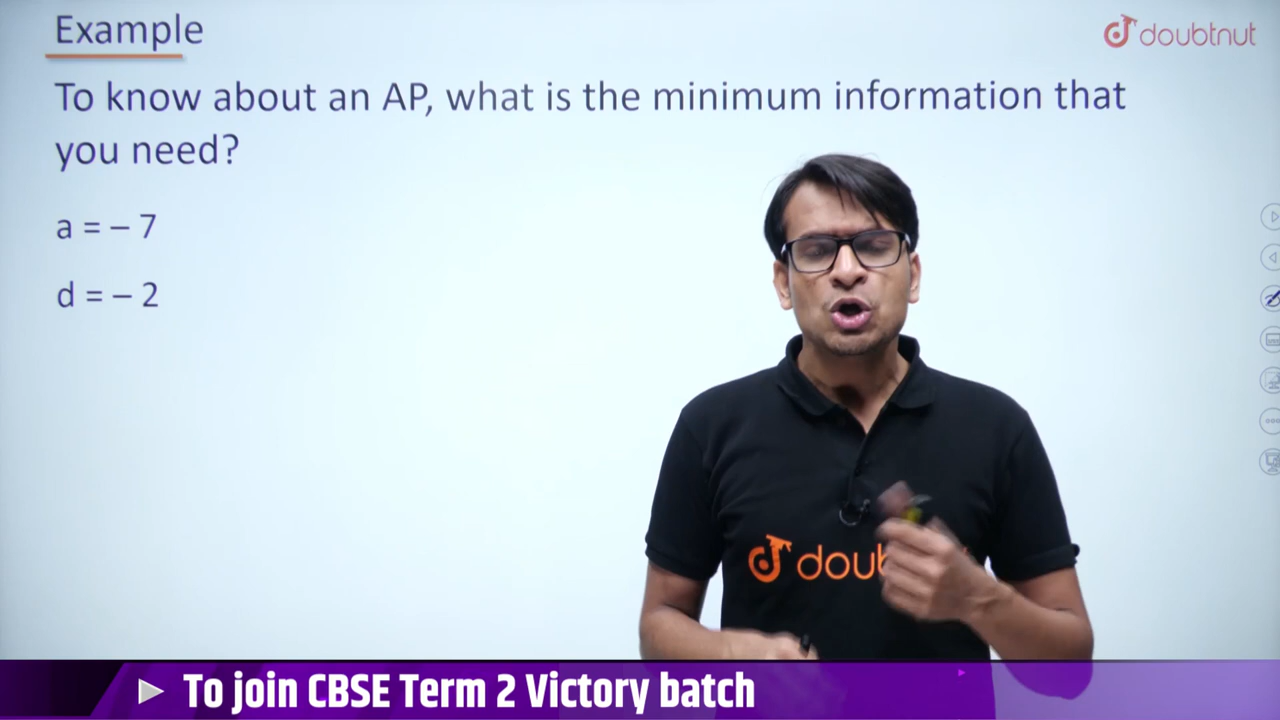 Example
doubtnut
To know about an AP, what is the minimum information that
you need?
a = – 7
d = – 2
doub
To join CBSE Term 2 Victory batch